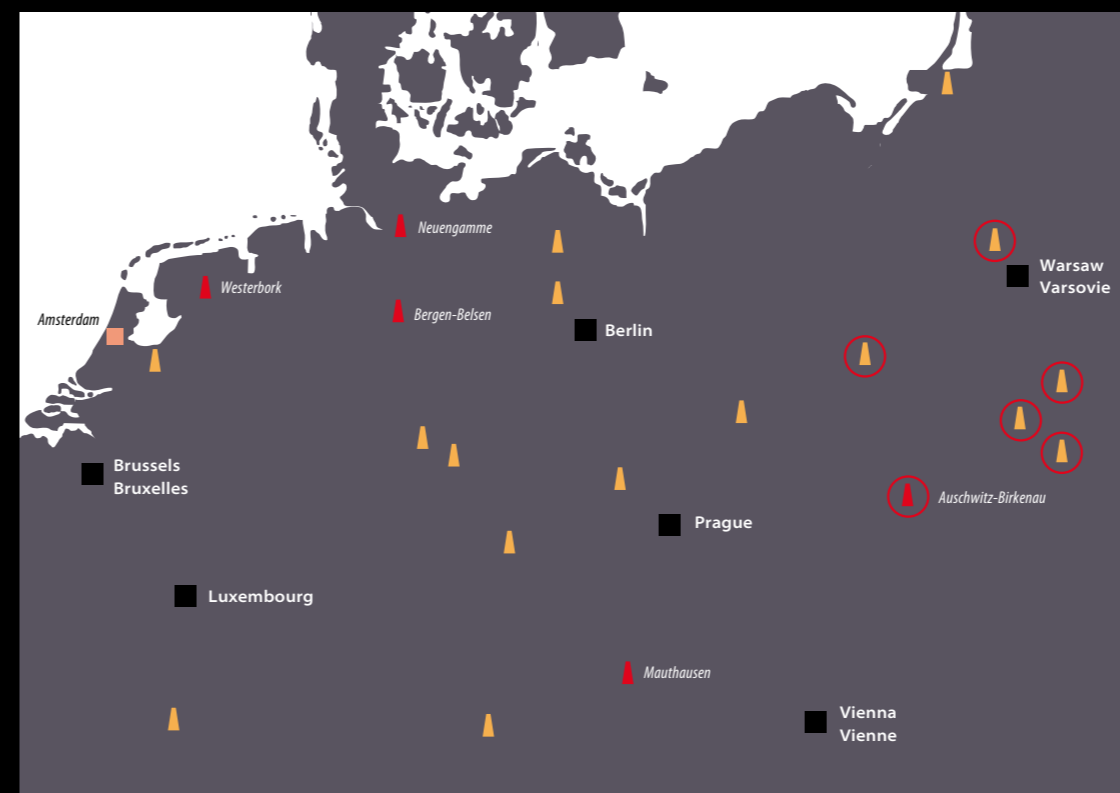 Neuengamme
Warsaw
Varsovie
Westerbork
Bergen-Belsen
Amsterdam
Berlin
Brussels
Bruxelles
Auschwitz-Birkenau
Prague
Luxembourg
Mauthausen
Vienna
Vienne